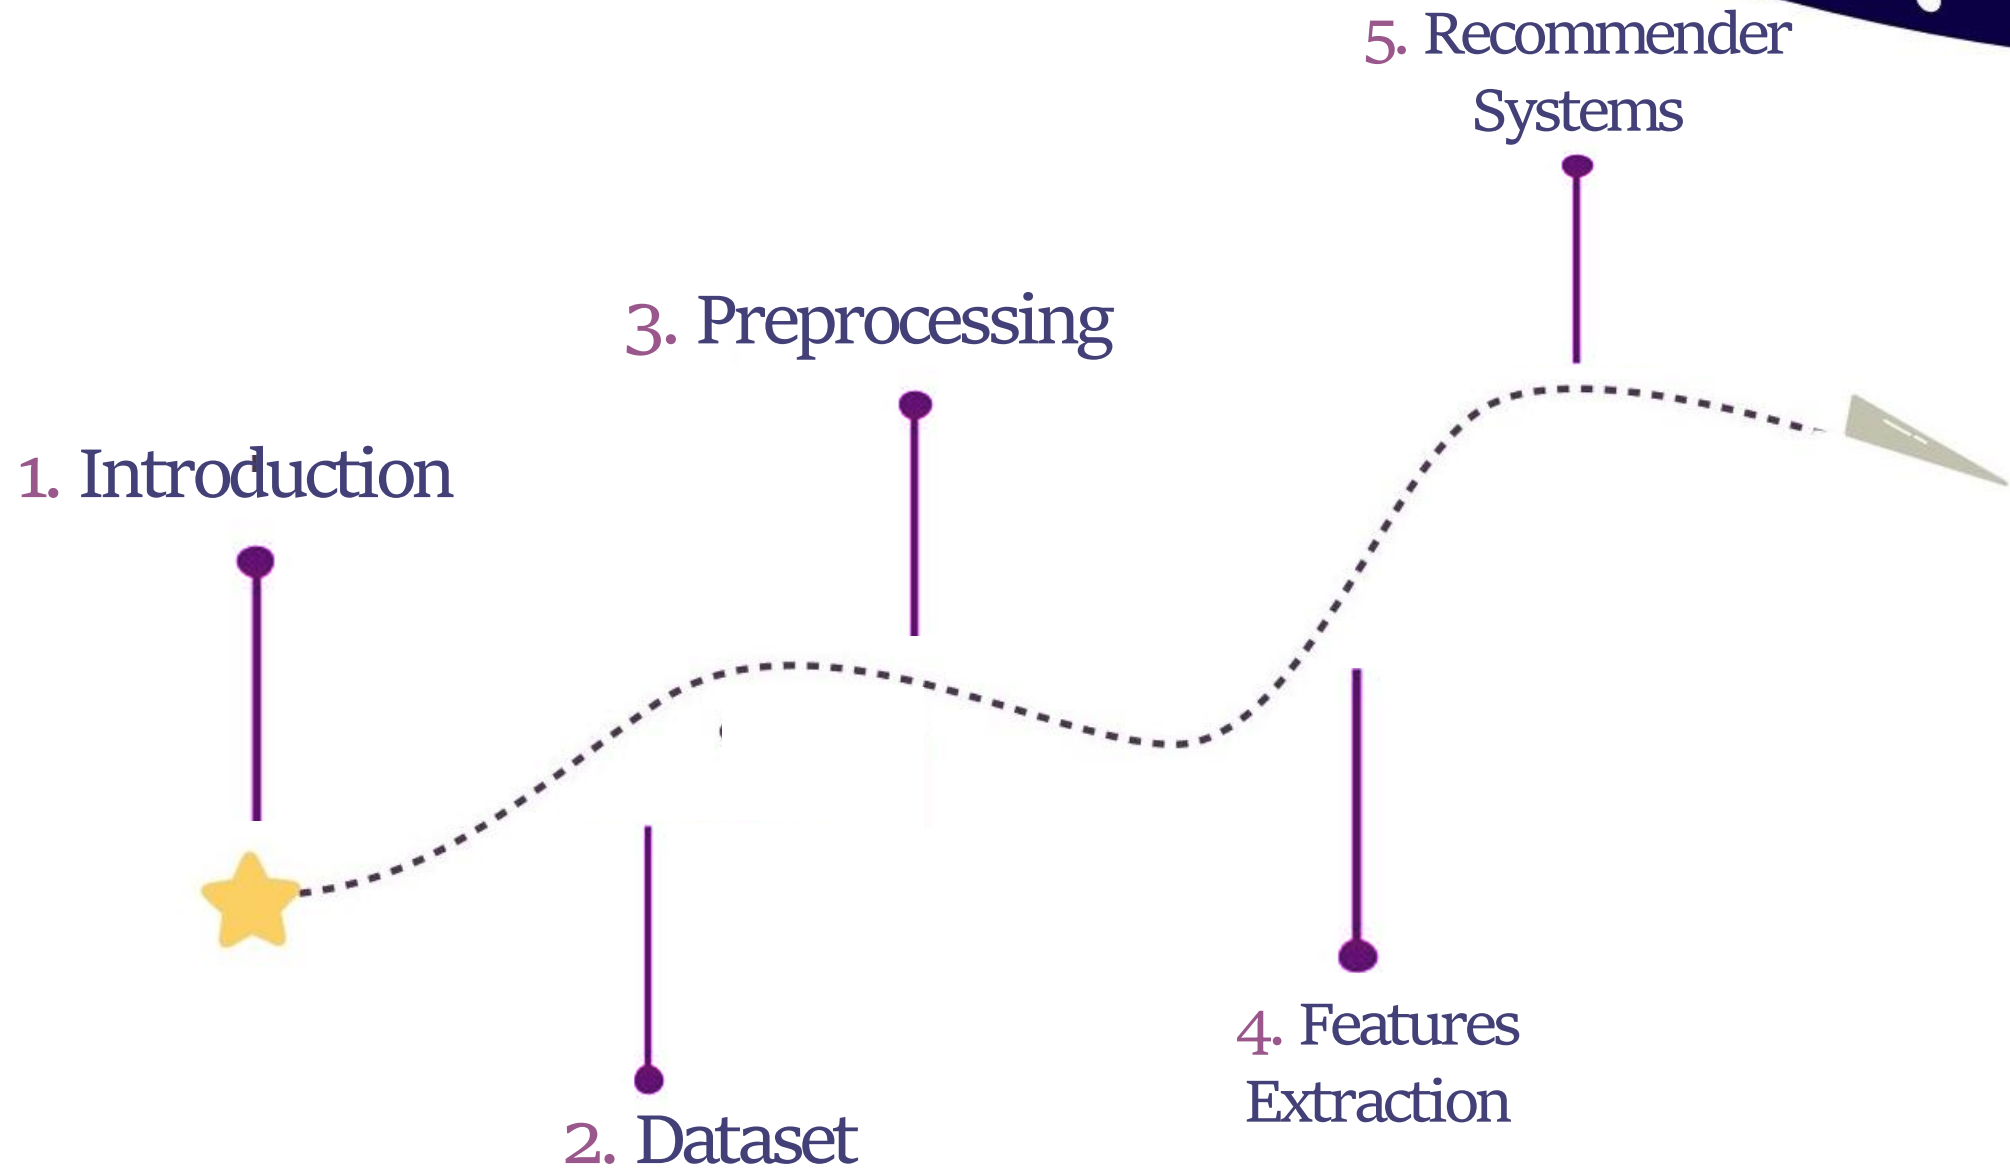 1. Introduction
2. Dataset
3. Preprocessing
4. Features
Extraction
5. Recommender
Systems